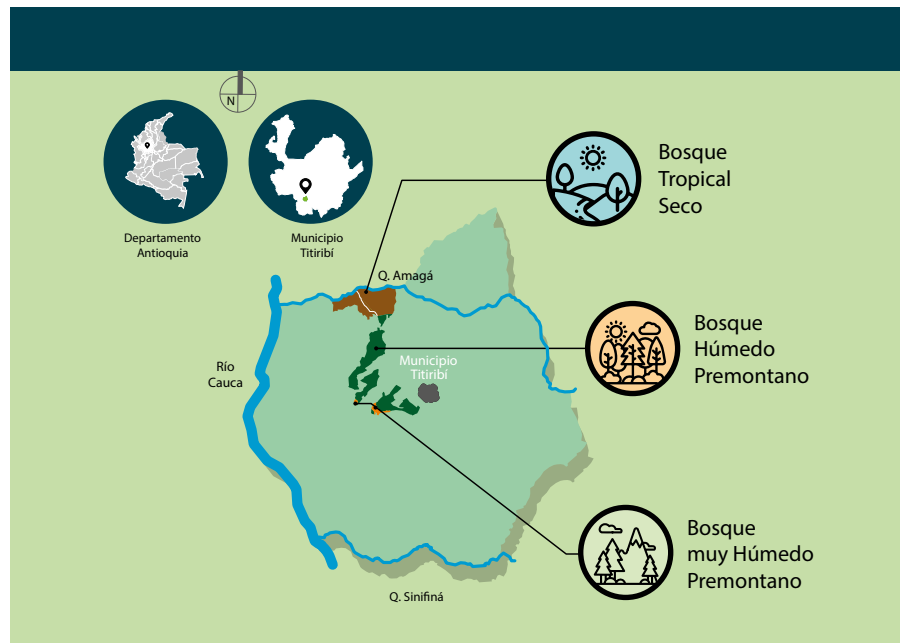 N
Departamento
Antioquia
Municipio
Titiribí
Bosque
Tropical
Seco
Q. Amagá
Bosque
Húmedo
Premontano
Río
Cauca
Municipio
Titiribí
Bosque
muy Húmedo
Premontano
Q. Sinifiná